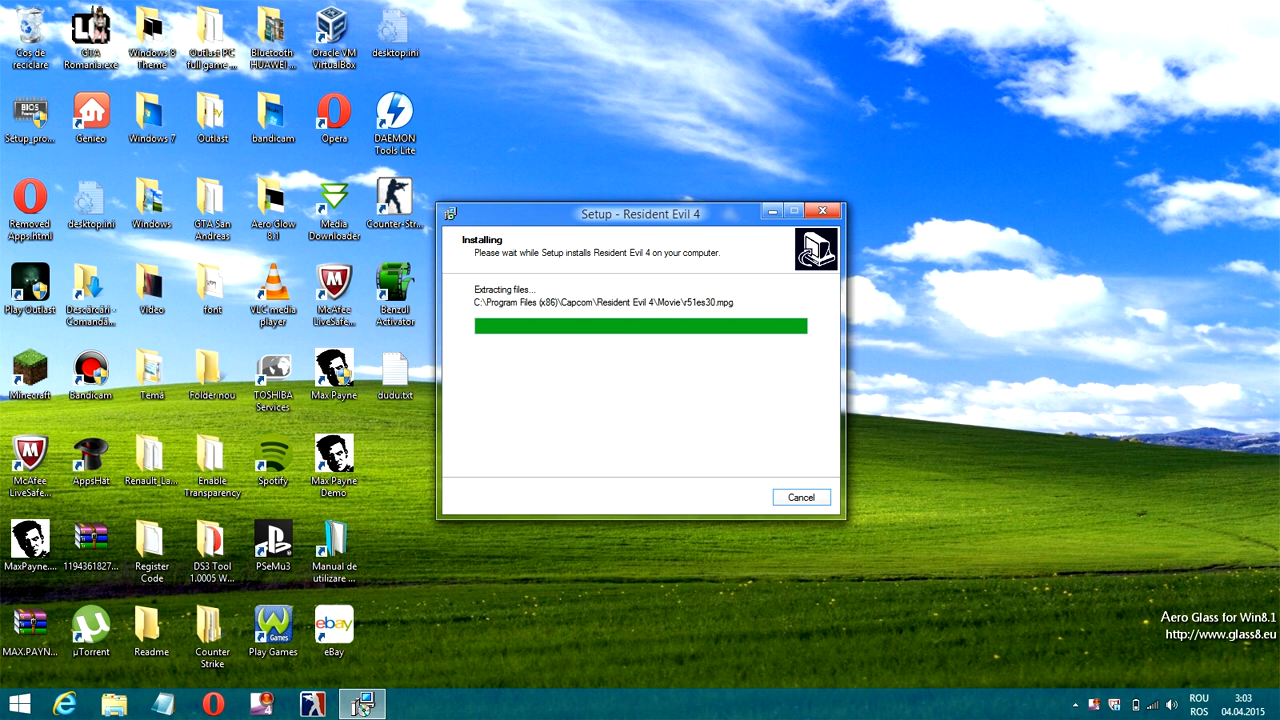 Coș de
reciclare
GTA
Romania.exe
Windows 8
Theme
Outlast PC
full game ...
Bluetooth
HUAWEI ...
Oracle VM
VirtualBox
desktop.ini
BIOS
Setup_pro...
Genieo
Windows 7
Outlast
bandicam
Opera
DAEMON
Tools Lite
Removed
Apps.html
desktop.ini
Windows
GTA San
Andreas
Aero Glow
8.1
Media
Downloader
Counter-Str...
Play Outlast
Descărcări -
Comandă...
Video
font
VLC media
player
McAfee
LiveSafe...
Benzul
Activator
Minecraft
Bandicam
Temă
Folder nou
TOSHIBA
Services
Max Payne
dudu.txt
McAfee
LiveSafe...
AppsHat
Renault_La...
Enable
Transparency
Spotify
Max Payne
Demo
MaxPayne....
1194361827...
Register
Code
DS3 Tool
1.0005 W...
PSeMu3
Manual de
utilizare ...
MAX.PAYN...
µTorrent
Readme
Counter
Strike
Games
Play Games
ebay
eBay
Setup - Resident Evil 4
Installing
Please wait while Setup installs Resident Evil 4 on your computer.
Extracting files...
C:\Program Files (x86)\Capcom\Resident Evil 4\Movie\r51es30.mpg
Cancel
Aero Glass for Win8.1
http://www.glass8.eu
ROU
ROS
3:03
04.04.2015